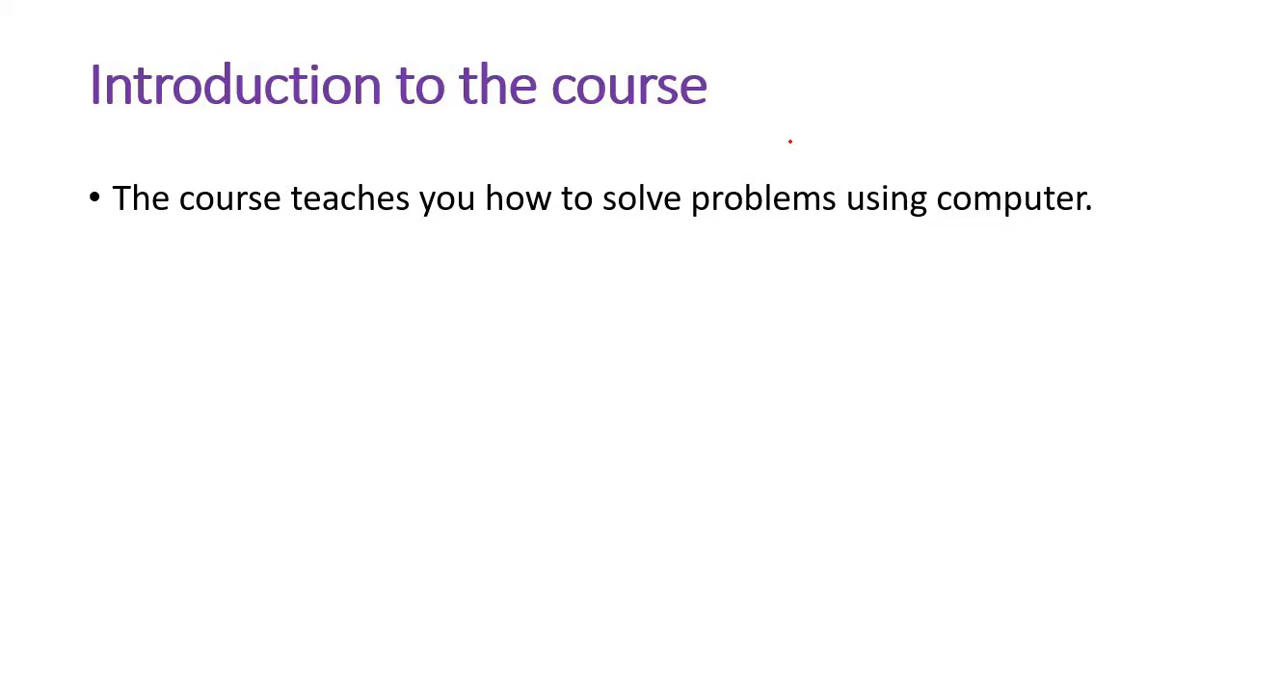 Introduction to the course
• The course teaches you how to solve problems using computer.